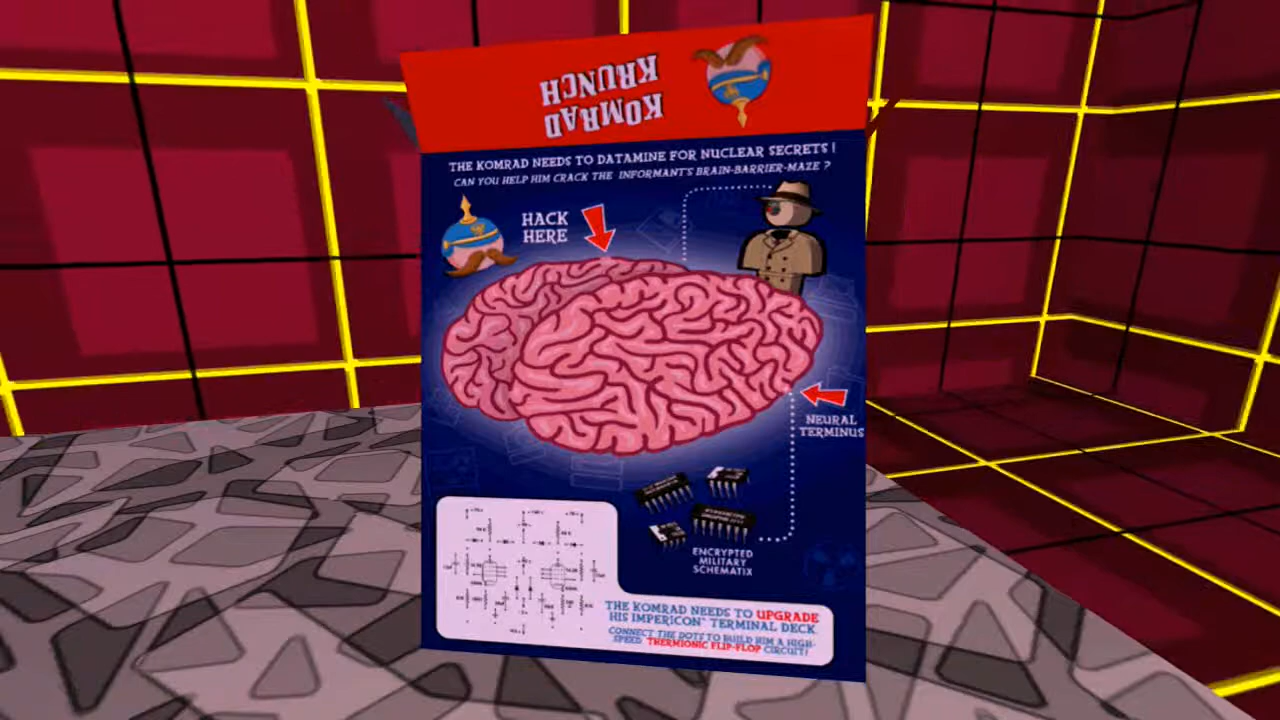 KOMRAD
KRUNCH
THE KOMRAD NEEDS TO DATAMINE FOR NUCLEAR SECRETS !
CAN YOU HELP HIM CRACK THE INFORMANT'S BRAIN-BARRIER-MAZE ?
HACK
HERE
NEURAL
TERMINUS
ENCRYPTED
MILITARY
SCHEMATIX
THE KOMRAD NEEDS TO UPGRADE
HIS IMPERICON™ TERMINAL DECK.
CONNECT THE DOTS TO BUILD HIM A HIGH-
SPEED THERMIONIC FLIP-FLOP CIRCUIT!